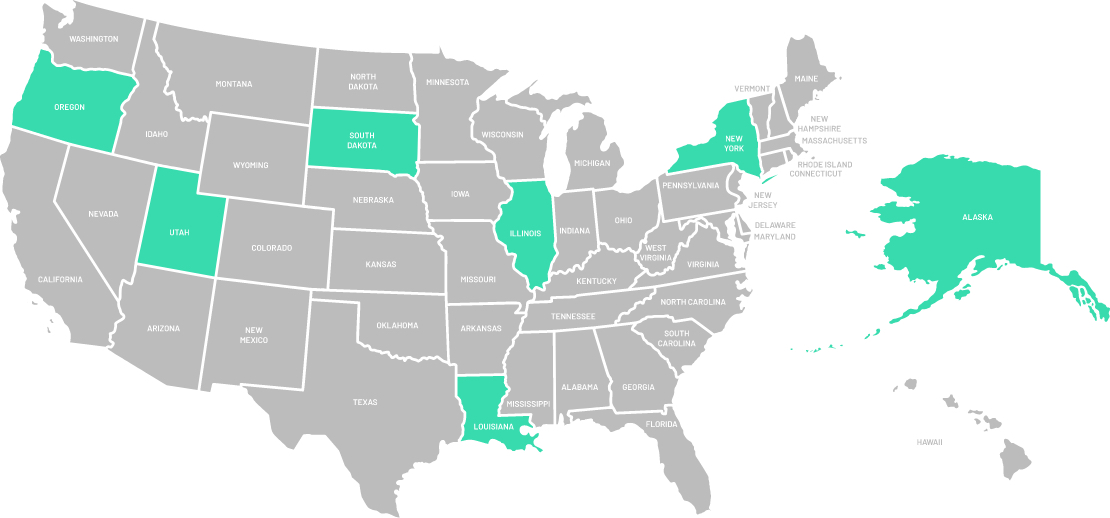 WASHINGTON
MONTANA
NORTH
DAKOTA
MINNESOTA
MAINE
VERMONT
OREGON
IDAHO
SOUTH
DAKOTA
WISCONSIN
NEW
HAMPSHIRE
MASSACHUSETTS
NEW
YORK
WYOMING
MICHIGAN
RHODE ISLAND
CONNECTICUT
PENNSYLVANIA
NEW
JERSEY
NEBRASKA
IOWA
NEVADA
UTAH
COLORADO
ILLINOIS
INDIANA
OHIO
DELAWARE
MARYLAND
ALASKA
WEST
VIRGINIA
VIRGINIA
KANSAS
MISSOURI
KENTUCKY
CALIFORNIA
NORTH CAROLINA
TENNESSEE
ARIZONA
NEW
MEXICO
OKLAHOMA
ARKANSAS
SOUTH
CAROLINA
TEXAS
MISSISSIPPI
ALABAMA
GEORGIA
LOUISIANA
FLORIDA
HAWAII